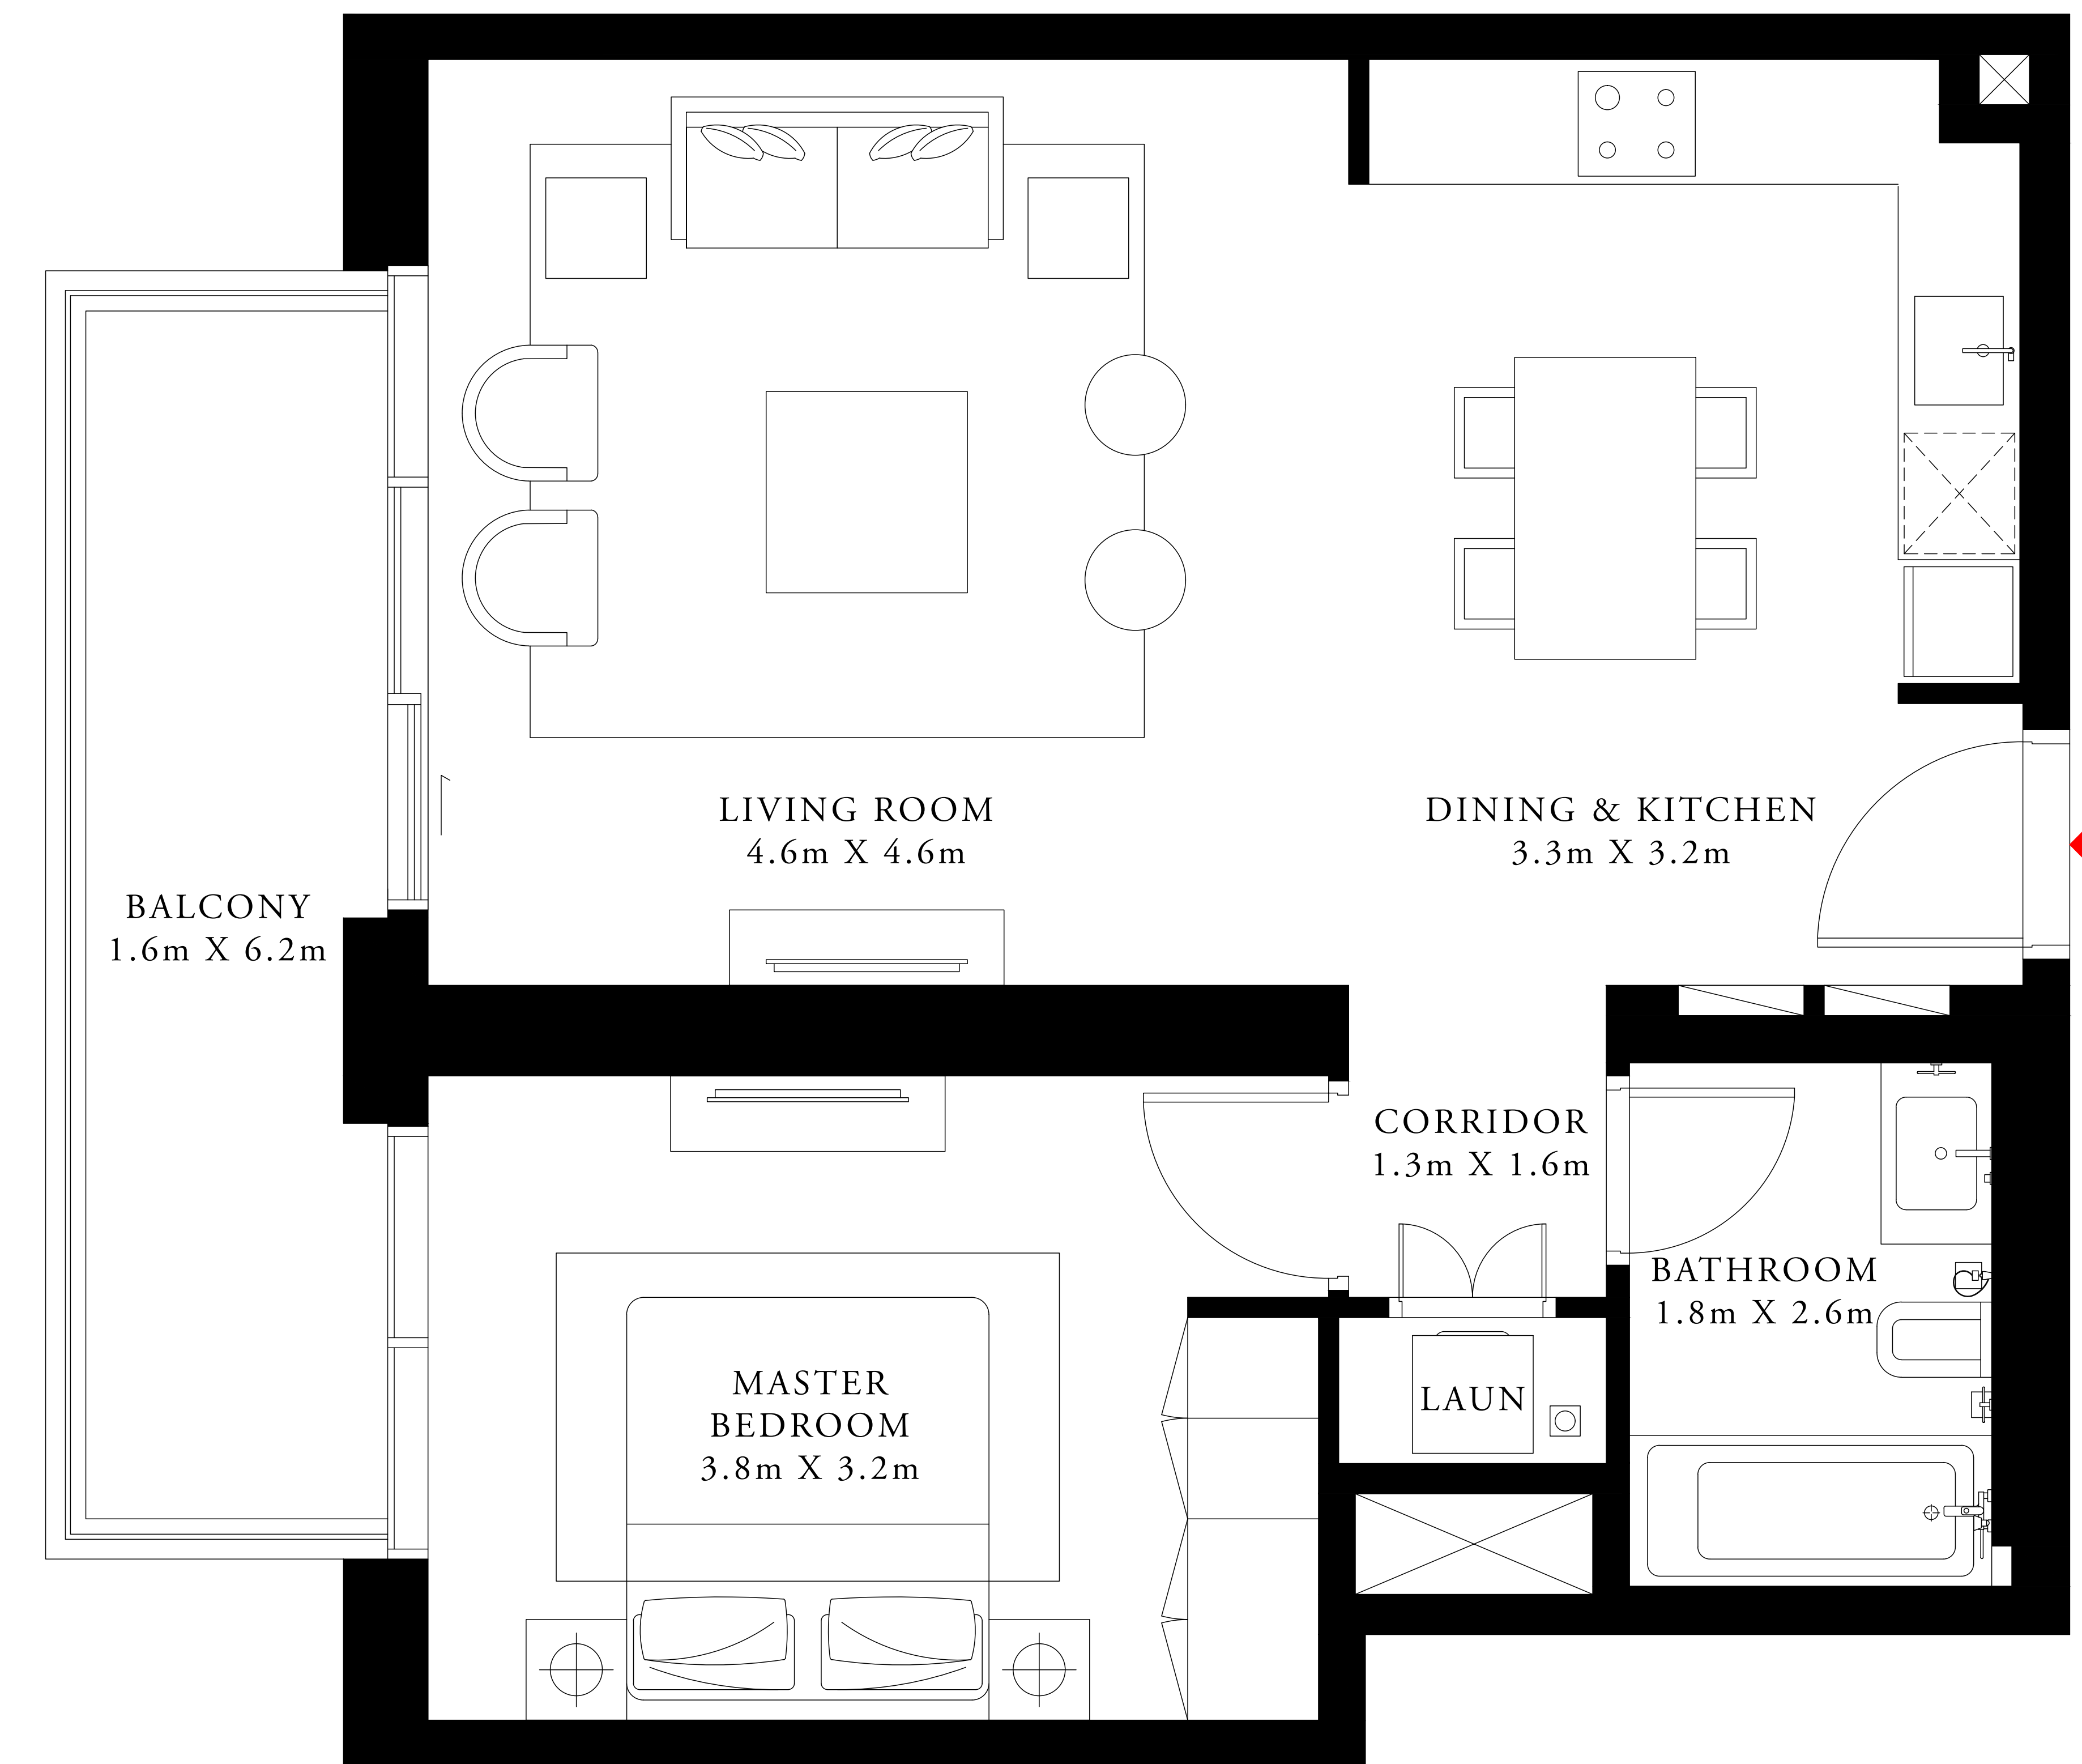 LIVING ROOM
4.6m X 4.6m
DINING & KITCHEN
3.3m X 3.2m
BALCONY
1.6m X 6.2m
CORRIDOR
1.3m X 1.6m
BATHROOM
1.8m X 2.6m
MASTER
BEDROOM
3.8m X 3.2m
LAUN